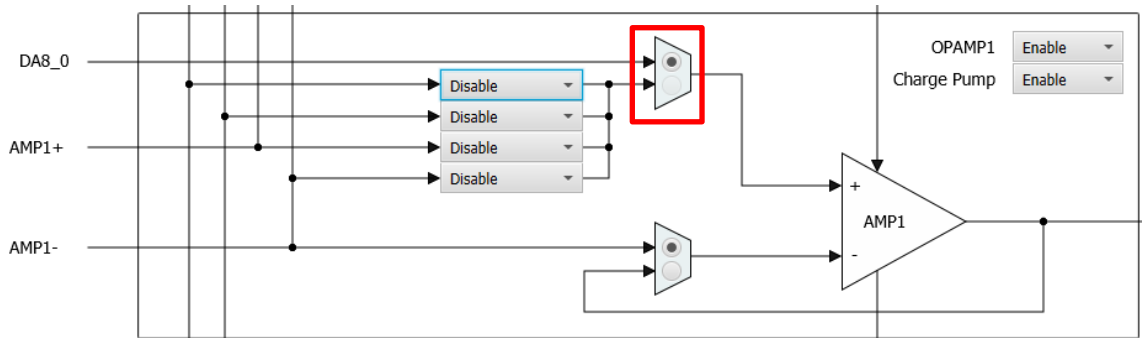 OPAMP1 Enable
DA8_0
Charge Pump Enable
Disable
Disable
AMP1+
Disable
Disable
+
AMP1
AMP1-
-